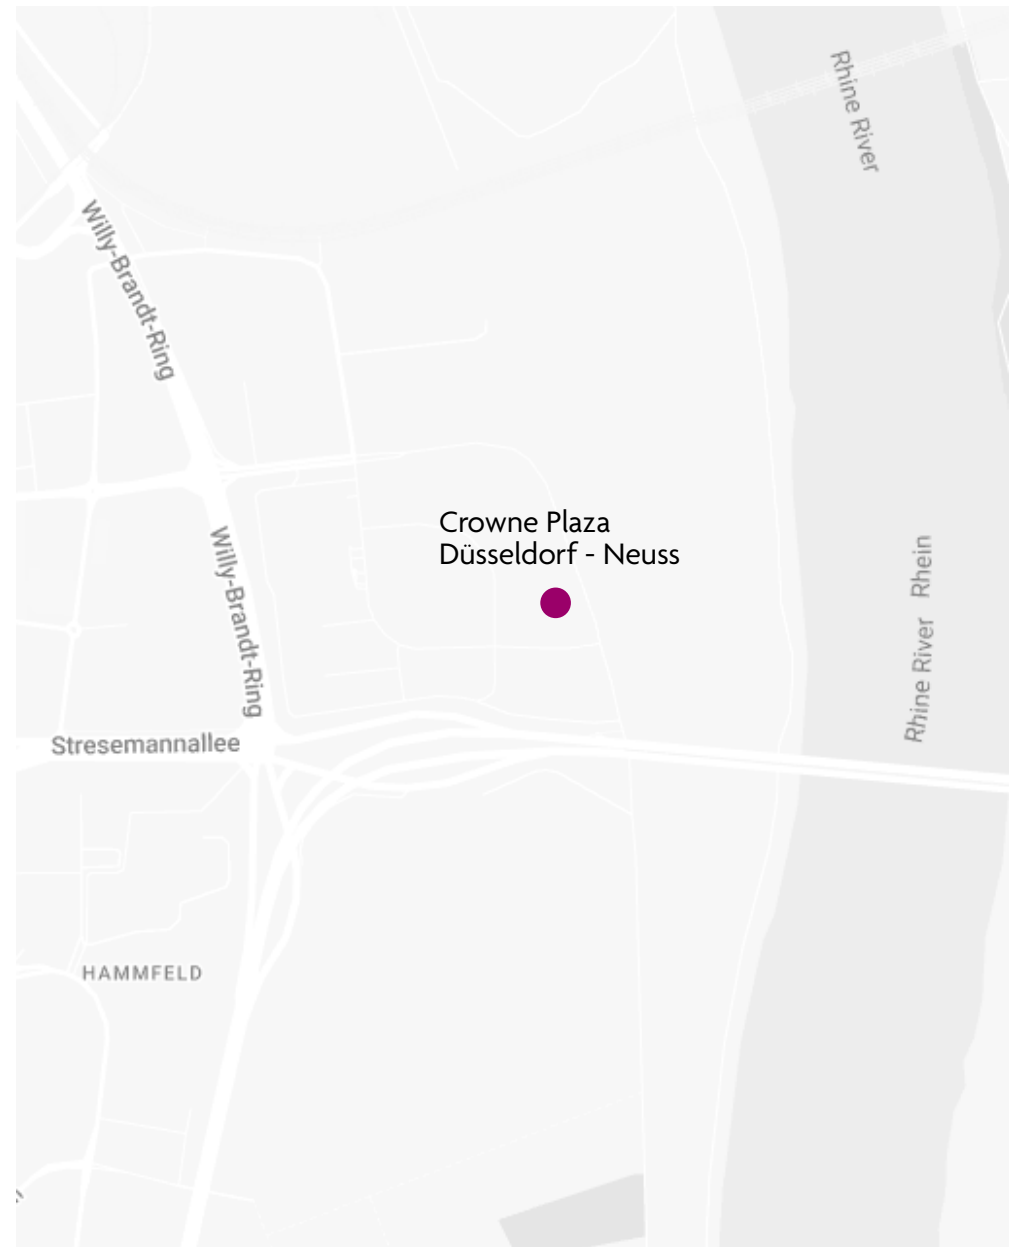 Rhine River
Willy-Brandt-Ring
Crowne Plaza
Düsseldorf - Neuss
Willy-Brandt-Ring
Rhine River Rhein
Stresemannallee
HAMMFELD